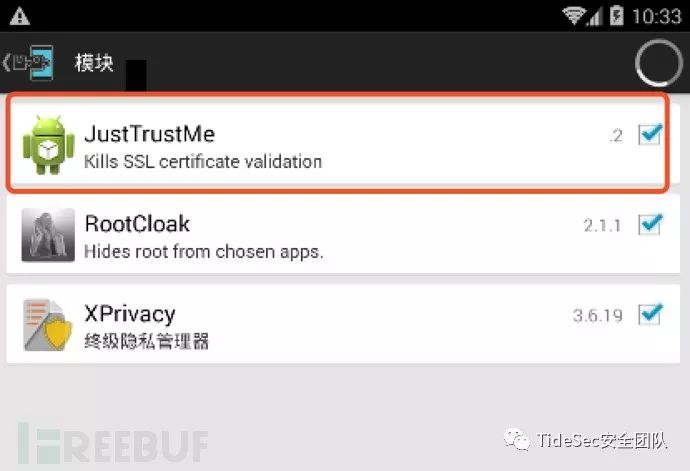 10:33
模块
JustTrustMe
.2
Kills SSL certificate validation
RootCloak
2.1.1
Hides root from chosen apps.
XPrivacy
3.6.19
终级隐私管理器
REEBUF
TideSec安全团队